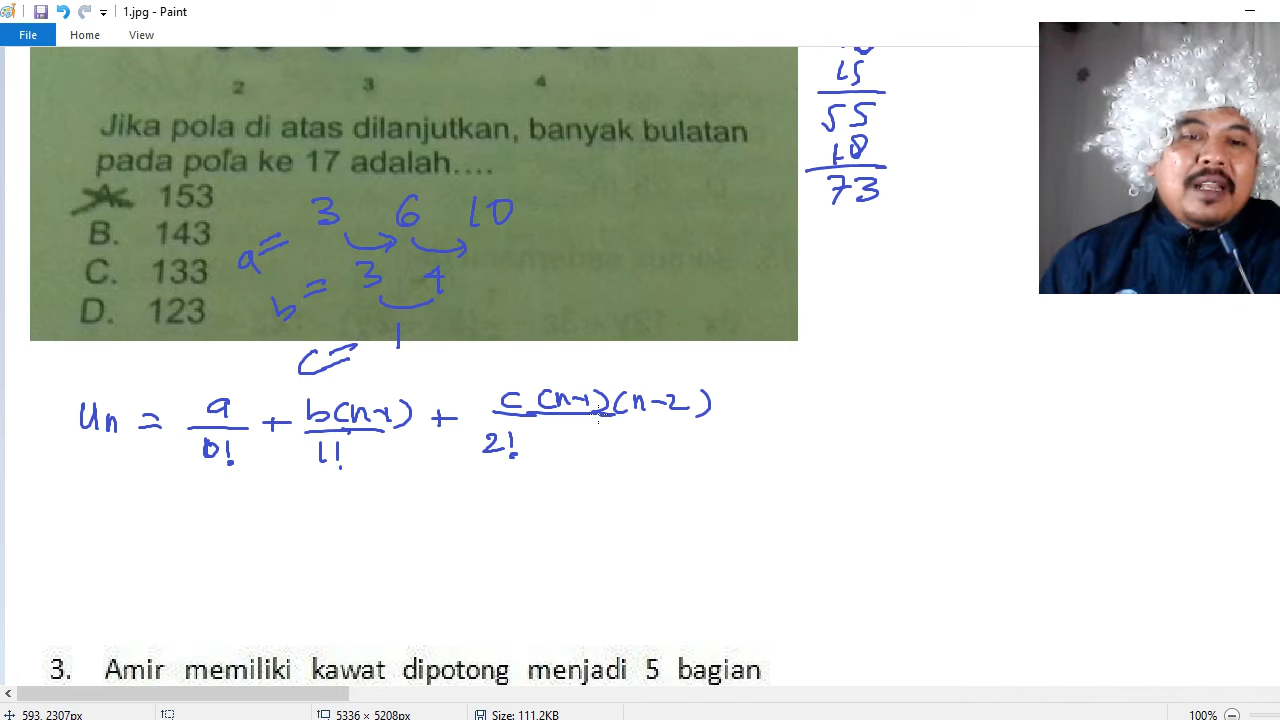 1.jpg - Paint
File Home View
2 3 4
Jika pola di atas dilanjutkan, banyak bulatan
pada pola ke 17 adalah....
A. 153
B. 143
C. 133
D. 123
3 6 10
a =
3 4
b =
1
c =
15
55
18
73
Un = a/0! + b(n-1)/1! + c (n-1)(n-2)/2!
3. Amir memiliki kawat dipotong menjadi 5 bagian
593, 2307px
5336 × 5208px
Size: 111.2KB
100%